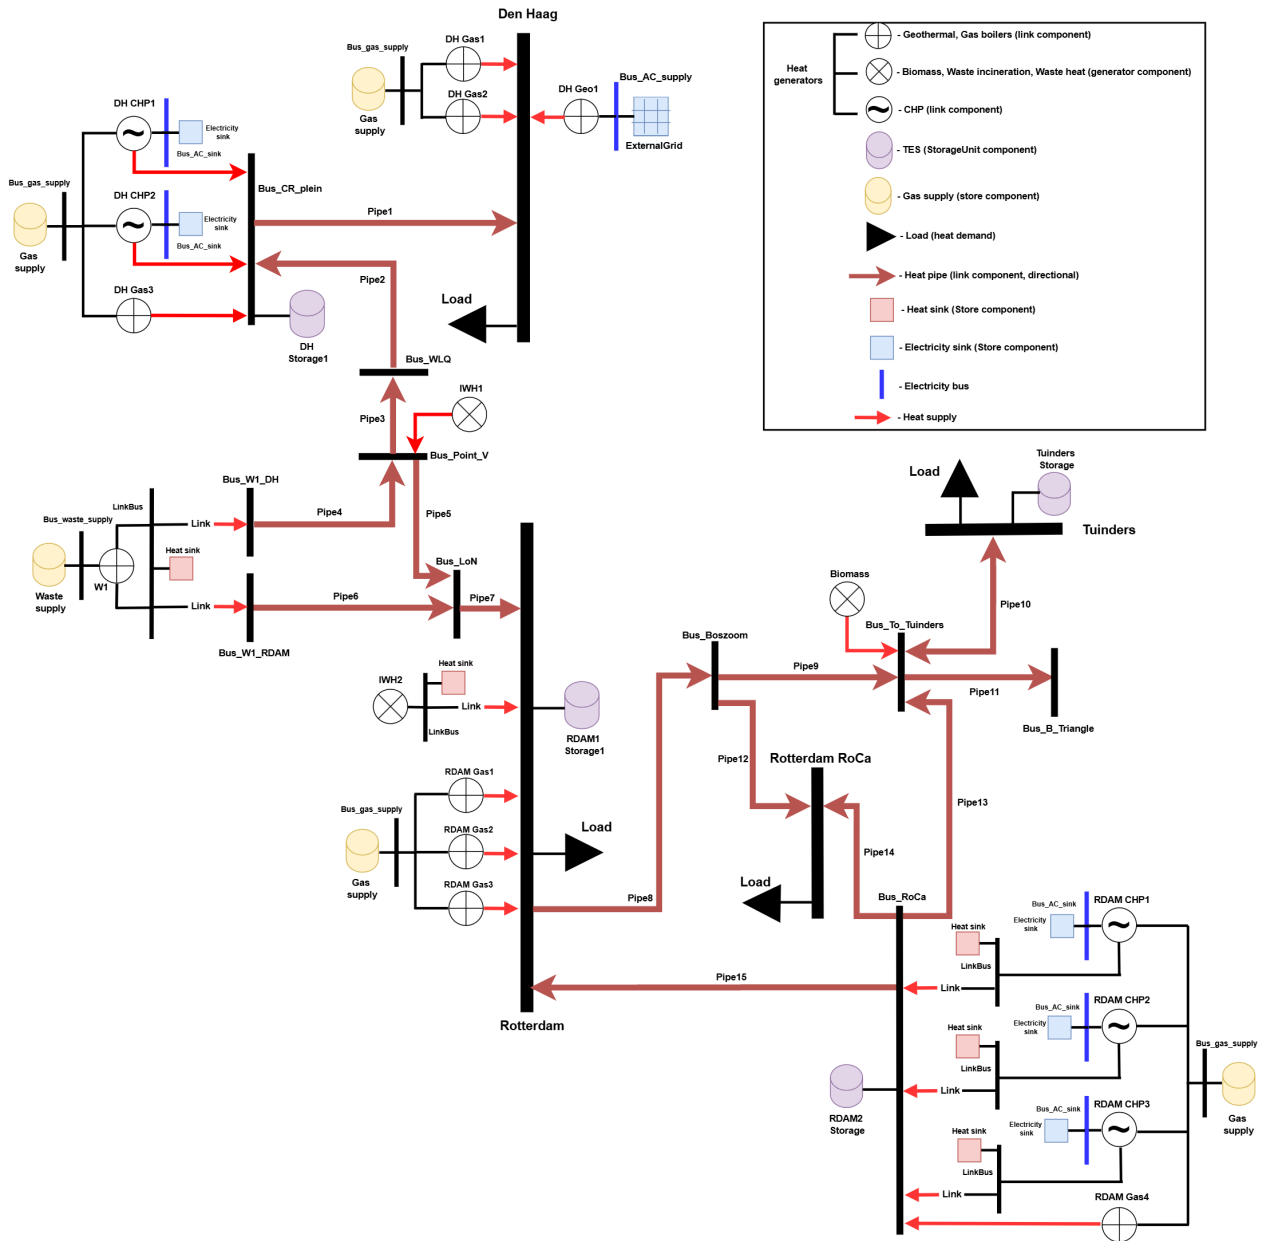 Den Haag
Bus_gas_supply
DH Gas1
DH Gas2
Gas
supply
Bus_AC_supply
DH Geo1
ExternalGrid
Heat
generators
- Geothermal, Gas boilers (link component)
- Biomass, Waste incineration, Waste heat (generator component)
- CHP (link component)
- TES (StorageUnit component)
- Gas supply (store component)
- Load (heat demand)
- Heat pipe (link component, directional)
- Heat sink (Store component)
- Electricity sink (Store component)
- Electricity bus
- Heat supply
DH CHP1
Electricity
sink
Bus_AC_sink
Bus_CR_plein
Bus_gas_supply
DH CHP2
Electricity
sink
Bus_AC_sink
Gas
supply
DH Gas3
DH
Storage1
Pipe1
Pipe2
Load
Bus_WLQ
Pipe3
IWH1
Bus_Point_V
Bus_W1_DH
LinkBus
Bus_waste_supply
Link
Pipe4
Pipe5
Heat sink
W1
Waste
supply
Link
Pipe6
Bus_W1_RDAM
Bus_LoN
Pipe7
Tuinders
Storage
Load
Tuinders
Biomass
Pipe10
Bus_To_Tuinders
Bus_Boszoom
Pipe9
Pipe11
Bus_B_Triangle
Heat sink
IWH2
Link
LinkBus
RDAM1
Storage1
Pipe12
Rotterdam RoCa
Pipe13
RDAM Gas1
Bus_gas_supply
RDAM Gas2
Gas
supply
RDAM Gas3
Load
Pipe8
Pipe14
Load
Bus_RoCa
Pipe15
Rotterdam
RDAM2
Storage
RDAM CHP1
Bus_AC_sink
Electricity
sink
Heat sink
LinkBus
Link
RDAM CHP2
Bus_AC_sink
Electricity
sink
Heat sink
LinkBus
Link
Bus_gas_supply
Gas
supply
RDAM CHP3
Bus_AC_sink
Electricity
sink
Heat sink
LinkBus
Link
RDAM Gas4